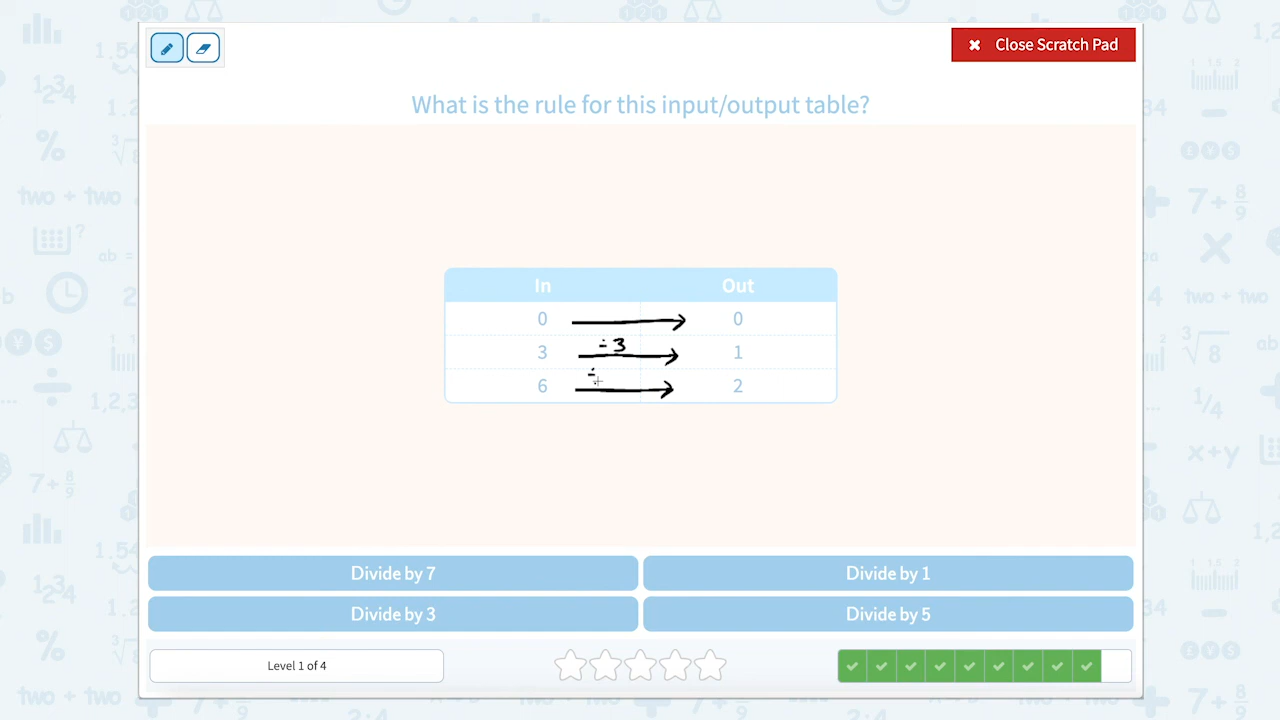 Close Scratch Pad
What is the rule for this input/output table?
In Out
0 0
3 ÷3 1
6 ÷ 2
Divide by 7 Divide by 1
Divide by 3 Divide by 5
Level 1 of 4